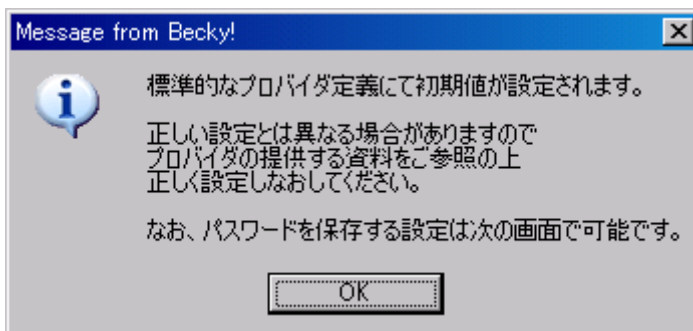 Message from Becky!
標準的なプロバイダ定義にて初期値が設定されます。
正しい設定とは異なる場合がありますので
プロバイダの提供する資料をご参照の上
正しく設定しなおしてください。
なお、パスワードを保存する設定は次の画面で可能です。
OK